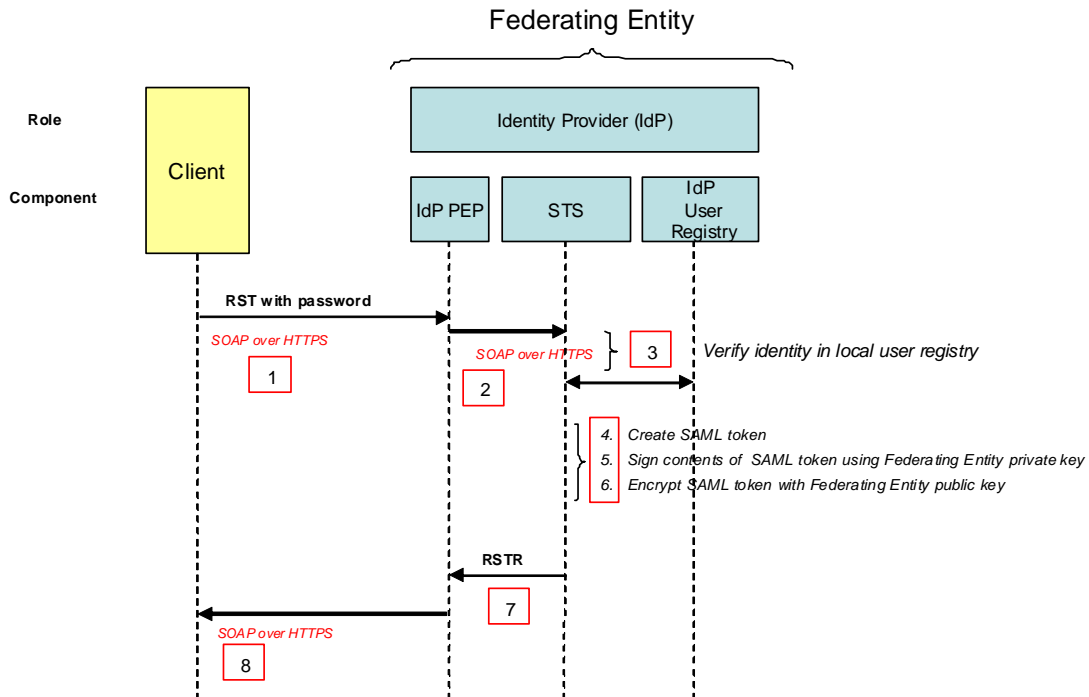 Federating Entity
Role
Identity Provider (IdP)
Client
Component
IdP PEP
STS
IdP
User
Registry
RST with password
SOAP over HTTPS
1
SOAP over HTTPS
2
3
Verify identity in local user registry
4. Create SAML token
5. Sign contents of SAML token using Federating Entity private key
6. Encrypt SAML token with Federating Entity public key
RSTR
7
SOAP over HTTPS
8